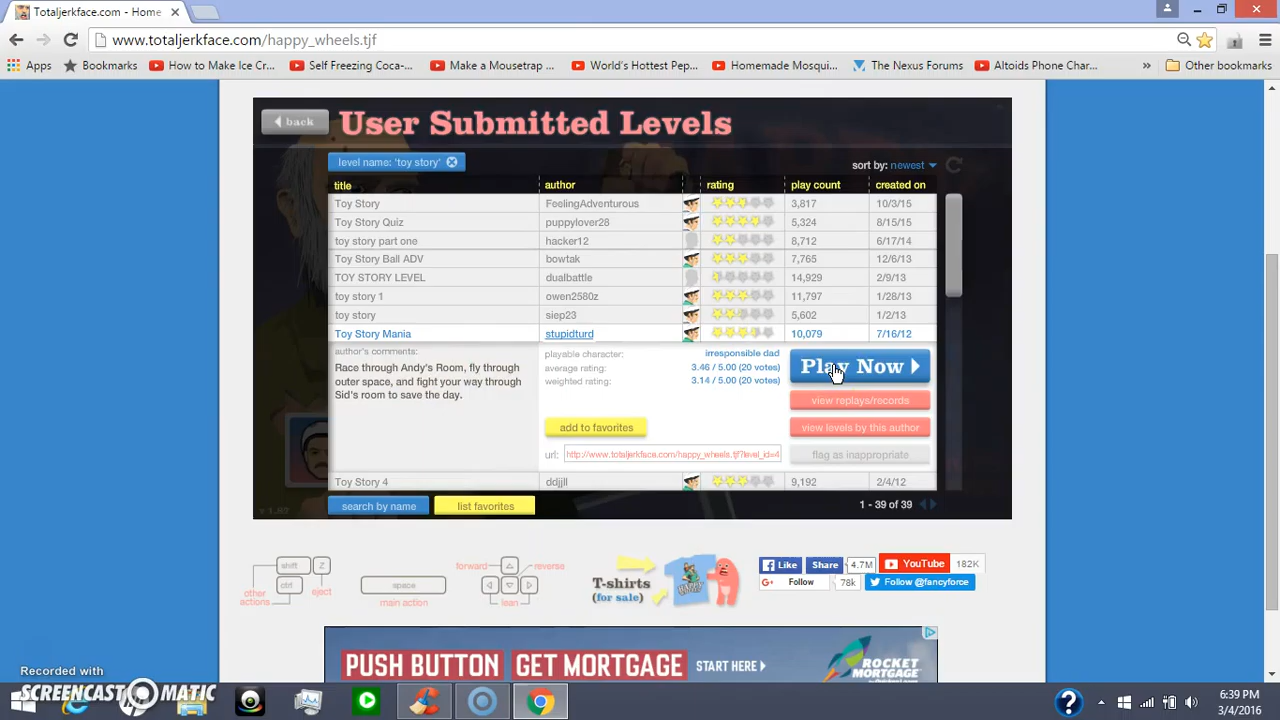 Totaljerkface.com - Home
www.totaljerkface.com/happy_wheels.tjf
Apps Bookmarks How to Make Ice Cr... Self Freezing Coca-... Make a Mousetrap ... World's Hottest Pep... Homemade Mosqui... The Nexus Forums Altoids Phone Char... » Other bookmarks
back User Submitted Levels
level name: 'toy story' sort by: newest
title author rating play count created on
Toy Story FeelingAdventurous 3,817 10/3/15
Toy Story Quiz puppylover28 5,324 8/15/15
toy story part one hacker12 8,712 6/17/14
Toy Story Ball ADV bowtak 7,765 12/6/13
TOY STORY LEVEL dualbattle 14,929 2/9/13
toy story 1 owen2580z 11,797 1/28/13
toy story siep23 5,602 1/2/13
Toy Story Mania stupidturd 10,079 7/16/12
author's comments:
Race through Andy's Room, fly through
outer space, and fight your way through
Sid's room to save the day.
playable character: irresponsible dad
average rating: 3.46 / 5.00 (20 votes)
weighted rating: 3.14 / 5.00 (20 votes)
Play Now
view replays/records
add to favorites view levels by this author
url: http://www.totaljerkface.com/happy_wheels.tjf?level_id=4 flag as inappropriate
Toy Story 4 ddjjll 9,192 2/4/12
search by name list favorites 1 - 39 of 39
shift Z
ctrl eject
other
actions
space
main action
forward reverse
lean
T-shirts
(for sale)
Like Share 4.7M YouTube 182K
Follow 78k Follow @fancyforce
PUSH BUTTON GET MORTGAGE START HERE
ROCKET
MORTGAGE
Recorded with
SCREENCAST MATIC
6:39 PM
3/4/2016